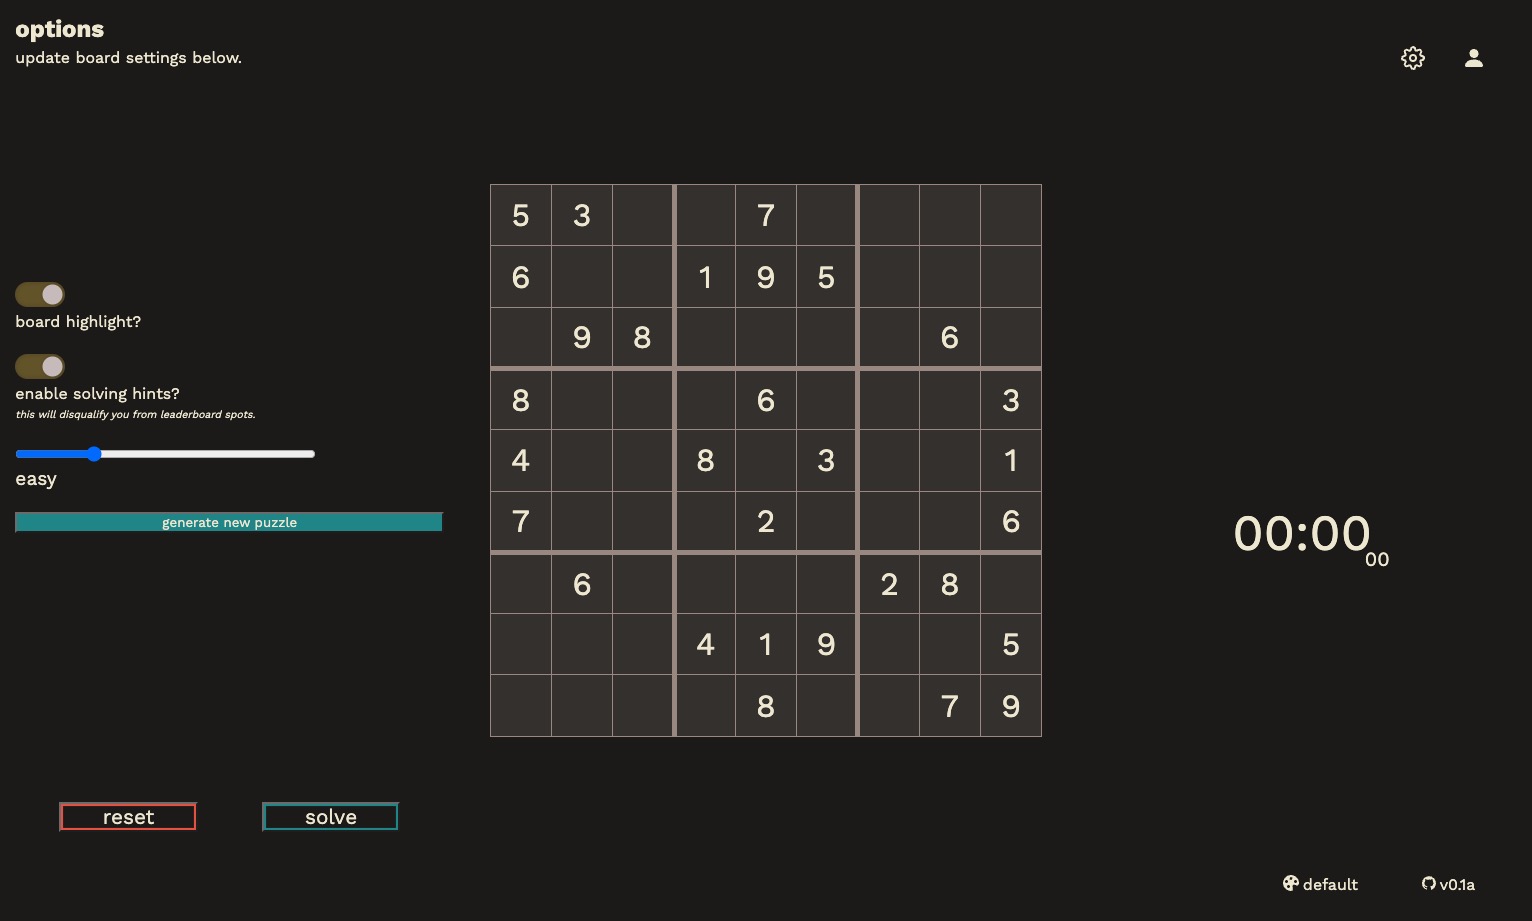 options
update board settings below.
5 3 7
6 1 9 5
9 8 6
8 6 3
4 8 3 1
7 2 6
6 2 8
4 1 9 5
8 7 9
board highlight?
enable solving hints?
this will disqualify you from leaderboard spots.
easy
generate new puzzle
00:00
00
reset
solve
default
v0.1a